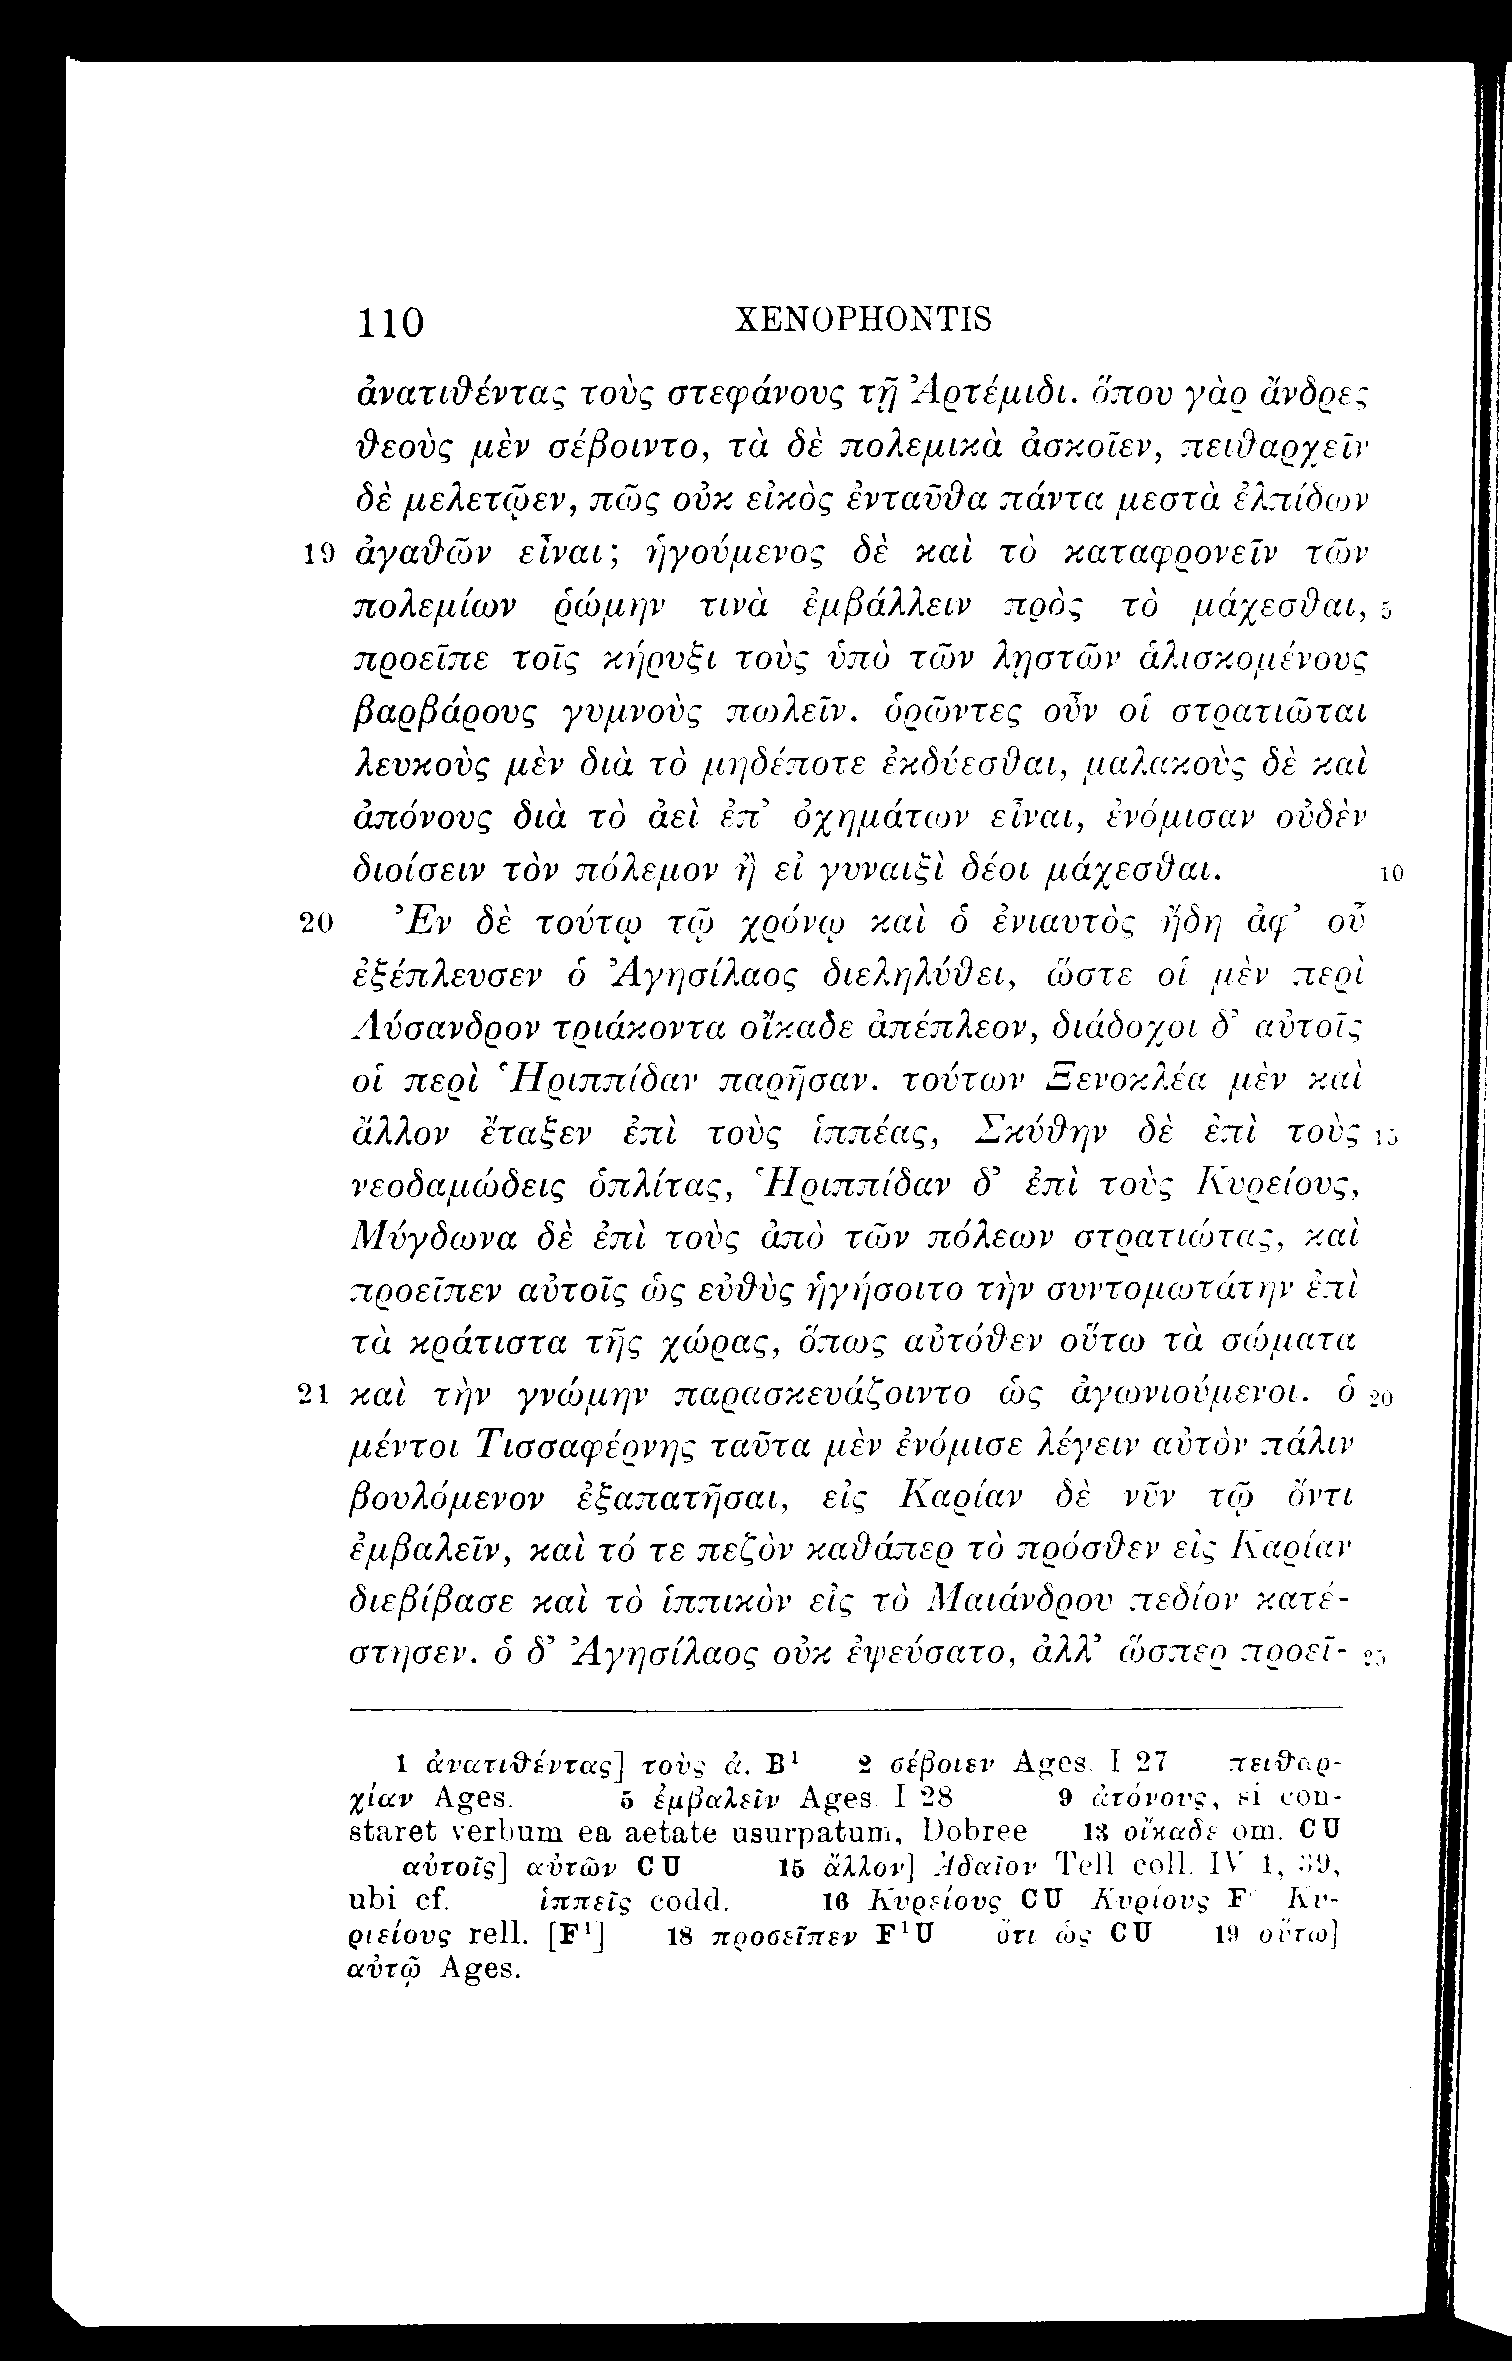 110 XENOPHONTIS
ἀνατιθέντας τοὺς στεφάνους τῇ Ἀρτέμιδι. ὅπου γὰρ ἄνδρες
θεοὺς μὲν σέβοιντο, τὰ δὲ πολεμικὰ ἀσκοῖεν, πειθαρχεῖν
δὲ μελετῷεν, πῶς οὐκ εἰκὸς ἐνταῦθα πάντα μεστὰ ἐλπίδων
19 ἀγαθῶν εἶναι; ἡγούμενος δὲ καὶ τὸ καταφρονεῖν τῶν
πολεμίων ῥώμην τινὰ ἐμβάλλειν πρὸς τὸ μάχεσθαι, 5
προεῖπε τοῖς κήρυξι τοὺς ὑπὸ τῶν λῃστῶν ἁλισκομένους
βαρβάρους γυμνοὺς πωλεῖν. ὁρῶντες οὖν οἱ στρατιῶται
λευκοὺς μὲν διὰ τὸ μηδέποτε ἐκδύεσθαι, μαλακοὺς δὲ καὶ
ἀπόνους διὰ τὸ ἀεὶ ἐπ’ ὀχημάτων εἶναι, ἐνόμισαν οὐδὲν
διοίσειν τὸν πόλεμον ἢ εἰ γυναιξὶ δέοι μάχεσθαι. 10
20 Ἐν δὲ τούτῳ τῷ χρόνῳ καὶ ὁ ἐνιαυτὸς ἤδη ἀφ’ οὗ
ἐξέπλευσεν ὁ Ἀγησίλαος διεληλύθει, ὥστε οἱ μὲν περὶ
Λύσανδρον τριάκοντα οἴκαδε ἀπέπλεον, διάδοχοι δ’ αὐτοῖς
οἱ περὶ Ἡριππίδαν παρῆσαν. τούτων Ξενοκλέα μὲν καὶ
ἄλλον ἔταξεν ἐπὶ τοὺς ἱππέας, Σκύθην δὲ ἐπὶ τοὺς 15
νεοδαμώδεις ὁπλίτας, Ἡριππίδαν δ’ ἐπὶ τοὺς Κυρείους,
Μύγδωνα δὲ ἐπὶ τοὺς ἀπὸ τῶν πόλεων στρατιώτας, καὶ
προεῖπεν αὐτοῖς ὡς εὐθὺς ἡγήσοιτο τὴν συντομωτάτην ἐπὶ
τὰ κράτιστα τῆς χώρας, ὅπως αὐτόθεν οὕτω τὰ σώματα
21 καὶ τὴν γνώμην παρασκευάζοιντο ὡς ἀγωνιούμενοι. ὁ 20
μέντοι Τισσαφέρνης ταῦτα μὲν ἐνόμισε λέγειν αὐτὸν πάλιν
βουλόμενον ἐξαπατῆσαι, εἰς Καρίαν δὲ νῦν τῷ ὄντι
ἐμβαλεῖν, καὶ τό τε πεζὸν καθάπερ τὸ πρόσθεν εἰς Καρίαν
διεβίβασε καὶ τὸ ἱππικὸν εἰς τὸ Μαιάνδρου πεδίον κατέ-
στησεν. ὁ δ’ Ἀγησίλαος οὐκ ἐψεύσατο, ἀλλ’ ὥσπερ προεῖ- 25
1 ἀνατιθέντας] τοὺς ἀ. B¹ 2 σέβοιεν Ages. I 27 πειθαρ-
χίαν Ages. 5 ἐμβαλεῖν Ages. I 28 9 ἀτόνους, si con-
staret verbum ea aetate usurpatum, Dobree 13 οἴκαδε om. CU
αὐτοῖς] αὐτῶν CU 15 ἄλλον] Ἀδαῖον Tell coll. IV 1, 39,
ubi cf. ἱππεῖς codd. 16 Κυρείους CU Κυρίους F Κυ-
ριείους rell. [F¹] 18 προσεῖπεν F¹U ὅτι ὡς CU 19 οὕτω]
αὐτῷ Ages.